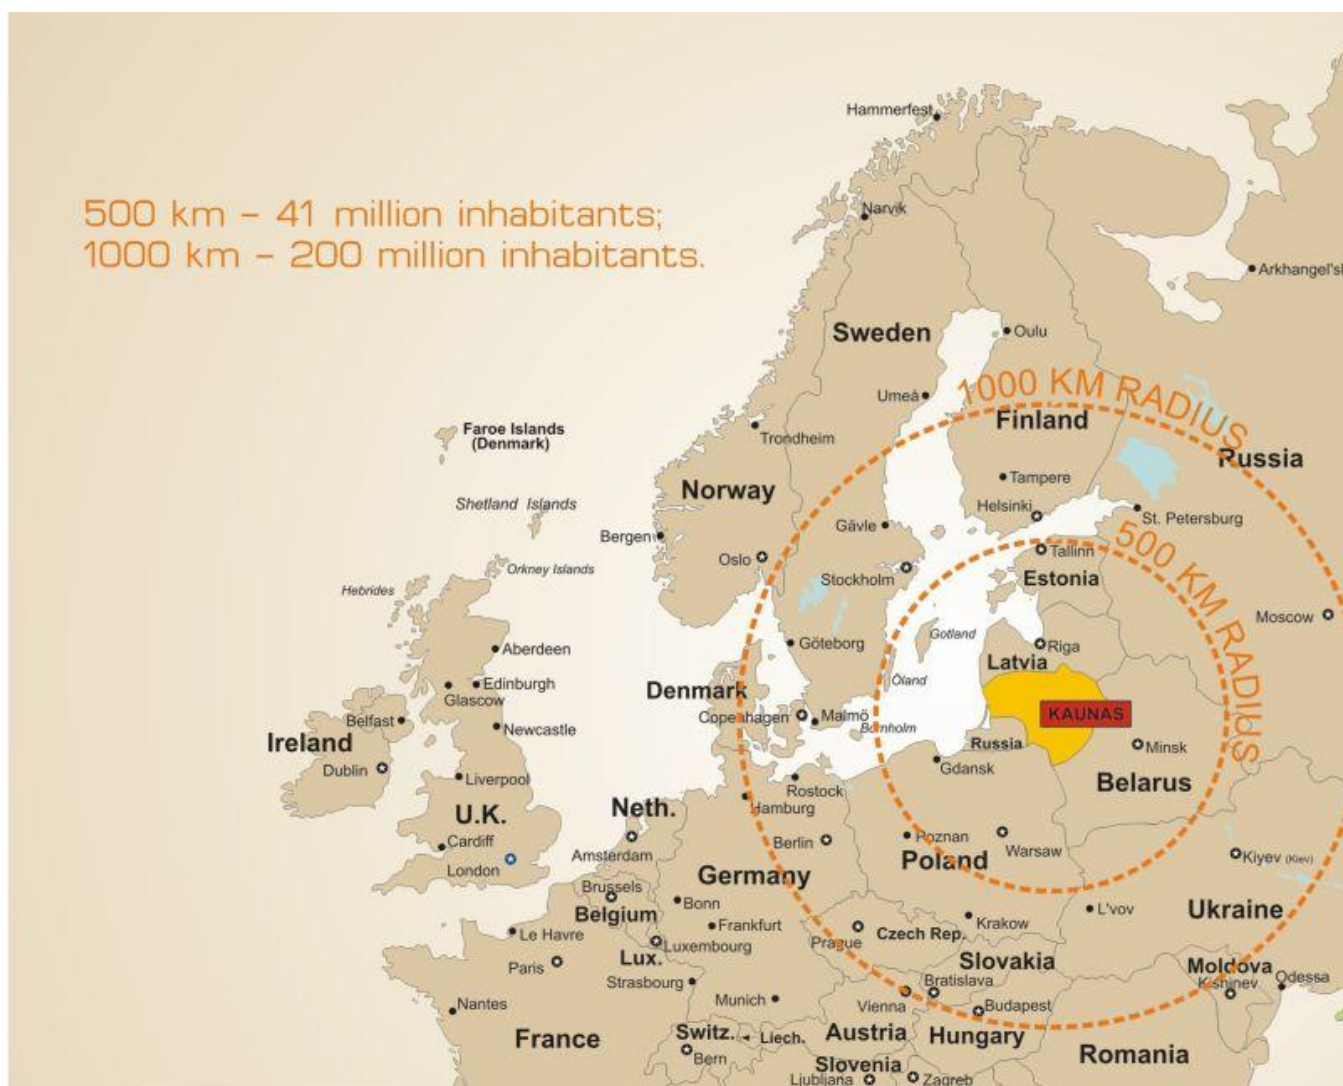 500 km – 41 million inhabitants;
1000 km – 200 million inhabitants.
Hammerfest
Narvik
Arkhangel'sk
Sweden
Oulu
1000 KM RADIUS
Umeå
Finland
Faroe Islands
(Denmark)
Trondheim
Russia
Tampere
Norway
Shetland Islands
Helsinki
St. Petersburg
Gävle
Bergen
500 KM RADIUS
Tallinn
Oslo
Orkney Islands
Stockholm
Estonia
Hebrides
Moscow
Gotland
Göteborg
Riga
Aberdeen
Latvia
Öland
Edinburgh
Denmark
Glasgow
KAUNAS
Belfast
Copenhagen
Malmö
Newcastle
Bornholm
Ireland
Russia
Minsk
Dublin
Gdansk
Liverpool
Belarus
Rostock
Hamburg
Neth.
U.K.
Poznan
Cardiff
Berlin
Warsaw
Amsterdam
Kiyev (Kiev)
Poland
London
Germany
Brussels
Bonn
L'vov
Ukraine
Belgium
Krakow
Frankfurt
Le Havre
Czech Rep.
Prague
Luxembourg
Lux.
Slovakia
Paris
Moldova
Strasbourg
Bratislava
Kishinev
Odessa
Munich
Vienna
Budapest
Nantes
Switz.
Liech.
Austria
Hungary
France
Romania
Bern
Slovenia
Ljubljana
Zagreb